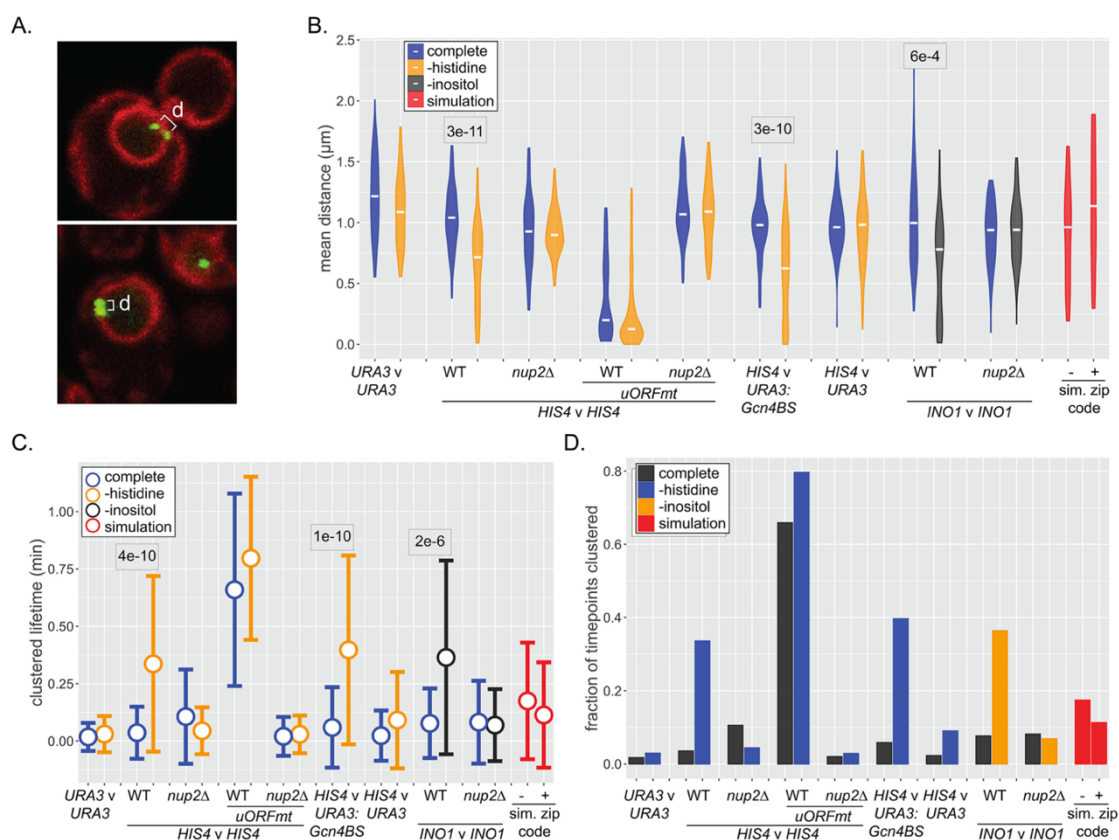 A.
d
d
B.
2.5
2.0
1.5
1.0
0.5
0.0
mean distance (µm)
complete
-histidine
-inositol
simulation
3e-11
3e-10
6e-4
URA3 v URA3
WT
nup2Δ
WT
nup2Δ
uORFmt
HIS4 v HIS4
HIS4 v URA3: Gcn4BS
HIS4 v URA3
WT
nup2Δ
INO1 v INO1
- +
sim. zip
code
C.
1.00
0.75
0.50
0.25
0.00
clustered lifetime (min)
complete
-histidine
-inositol
simulation
4e-10
1e-10
2e-6
URA3 v URA3
WT
nup2Δ
WT
nup2Δ
uORFmt
HIS4 v HIS4
HIS4 v URA3: Gcn4BS
HIS4 v URA3
WT
nup2Δ
INO1 v INO1
- +
sim. zip
code
D.
0.8
0.6
0.4
0.2
0.0
fraction of timepoints clustered
complete
-histidine
-inositol
simulation
URA3 v URA3
WT
nup2Δ
WT
nup2Δ
uORFmt
HIS4 v HIS4
HIS4 v URA3: Gcn4BS
HIS4 v URA3
WT
nup2Δ
INO1 v INO1
- +
sim. zip
code